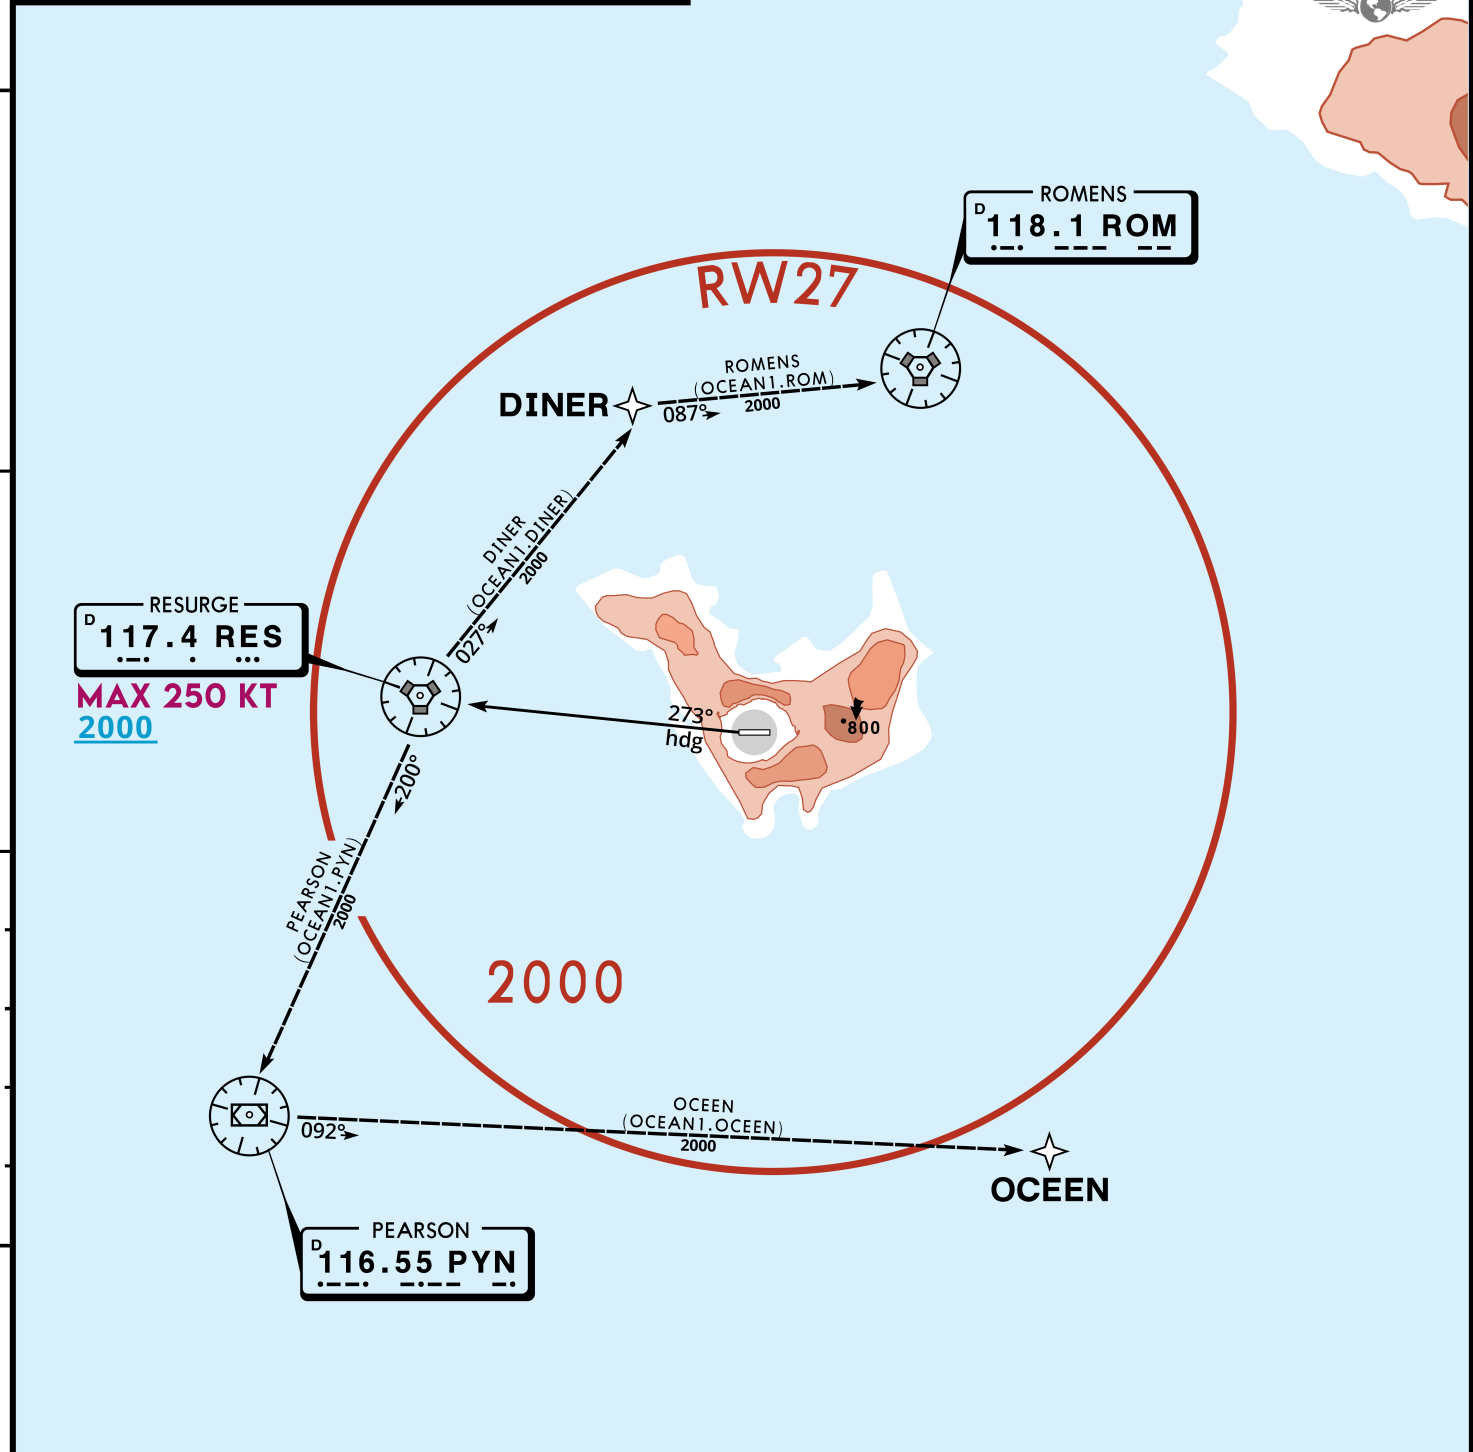 ROMENS
D 118.1 ROM
RW27
ROMENS
(OCEAN1.ROM)
2000
087°
DINER
DINER
(OCEAN1.DINER)
2000
027°
RESURGE
D 117.4 RES
MAX 250 KT
2000
273°
hdg
800
200°
PEARSON
(OCEAN1.PYN)
2000
2000
OCEEN
(OCEAN1.OCEEN)
2000
092°
OCEEN
PEARSON
D 116.55 PYN